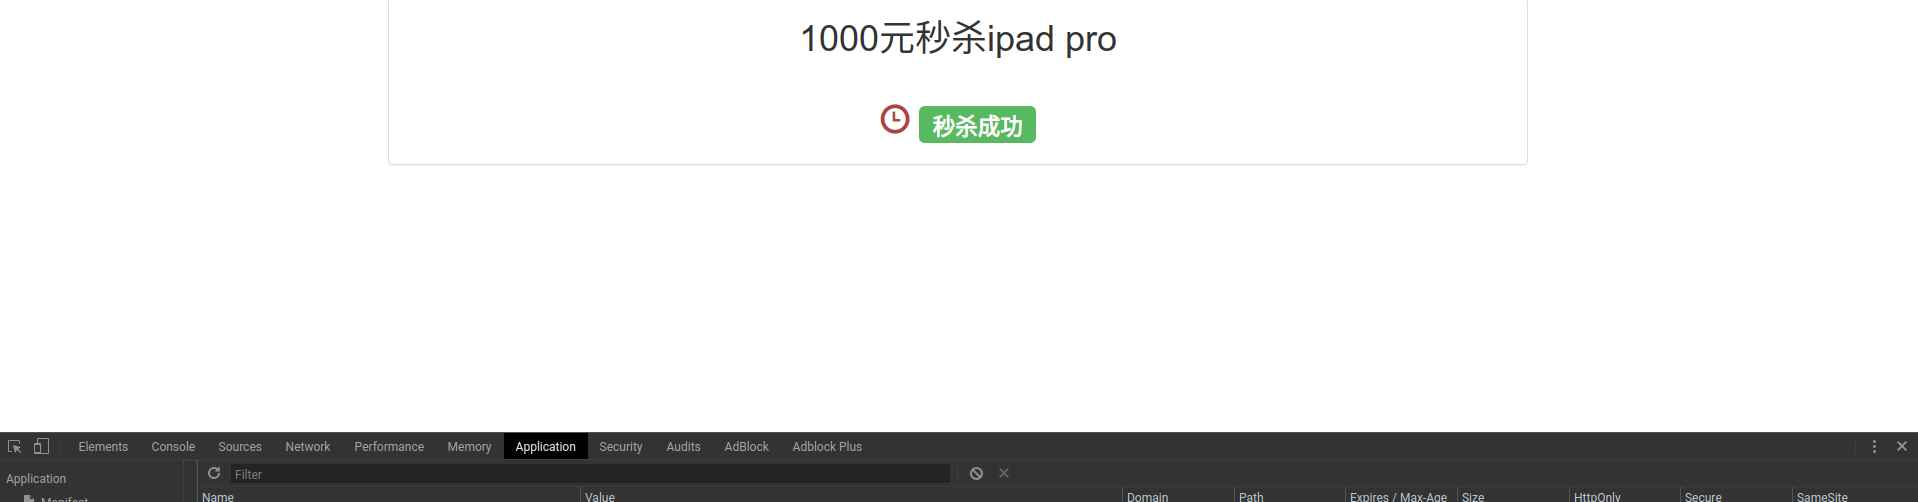 1000元秒杀ipad pro
秒杀成功
Elements Console Sources Network Performance Memory Application Security Audits AdBlock Adblock Plus
Application
Filter
Manifest
Name Value Domain Path Expires / Max-Age Size HttpOnly Secure SameSite